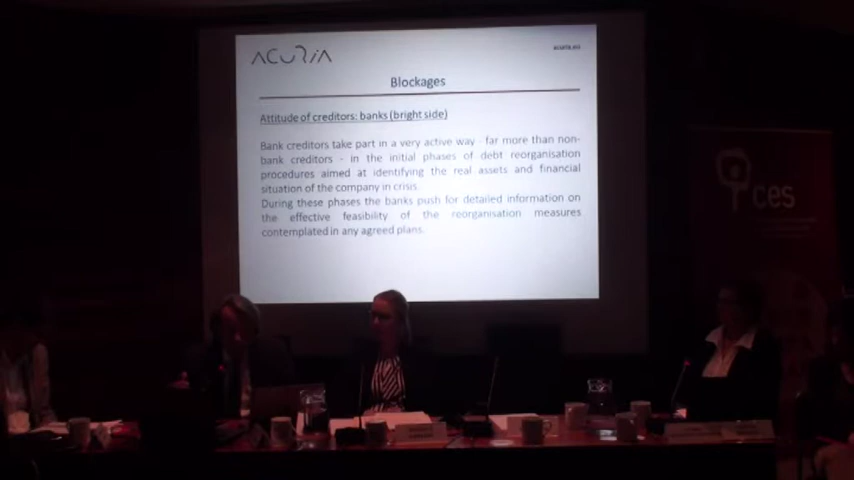 ACURIA
acuria.eu
Blockages
Attitude of creditors: banks (bright side)
Bank creditors take part in a very active way - far more than non-
bank creditors - in the initial phases of debt reorganisation
procedures aimed at identifying the real assets and financial
situation of the company in crisis.
During these phases the banks push for detailed information on
the effective feasibility of the reorganisation measures
contemplated in any agreed plans.
ces